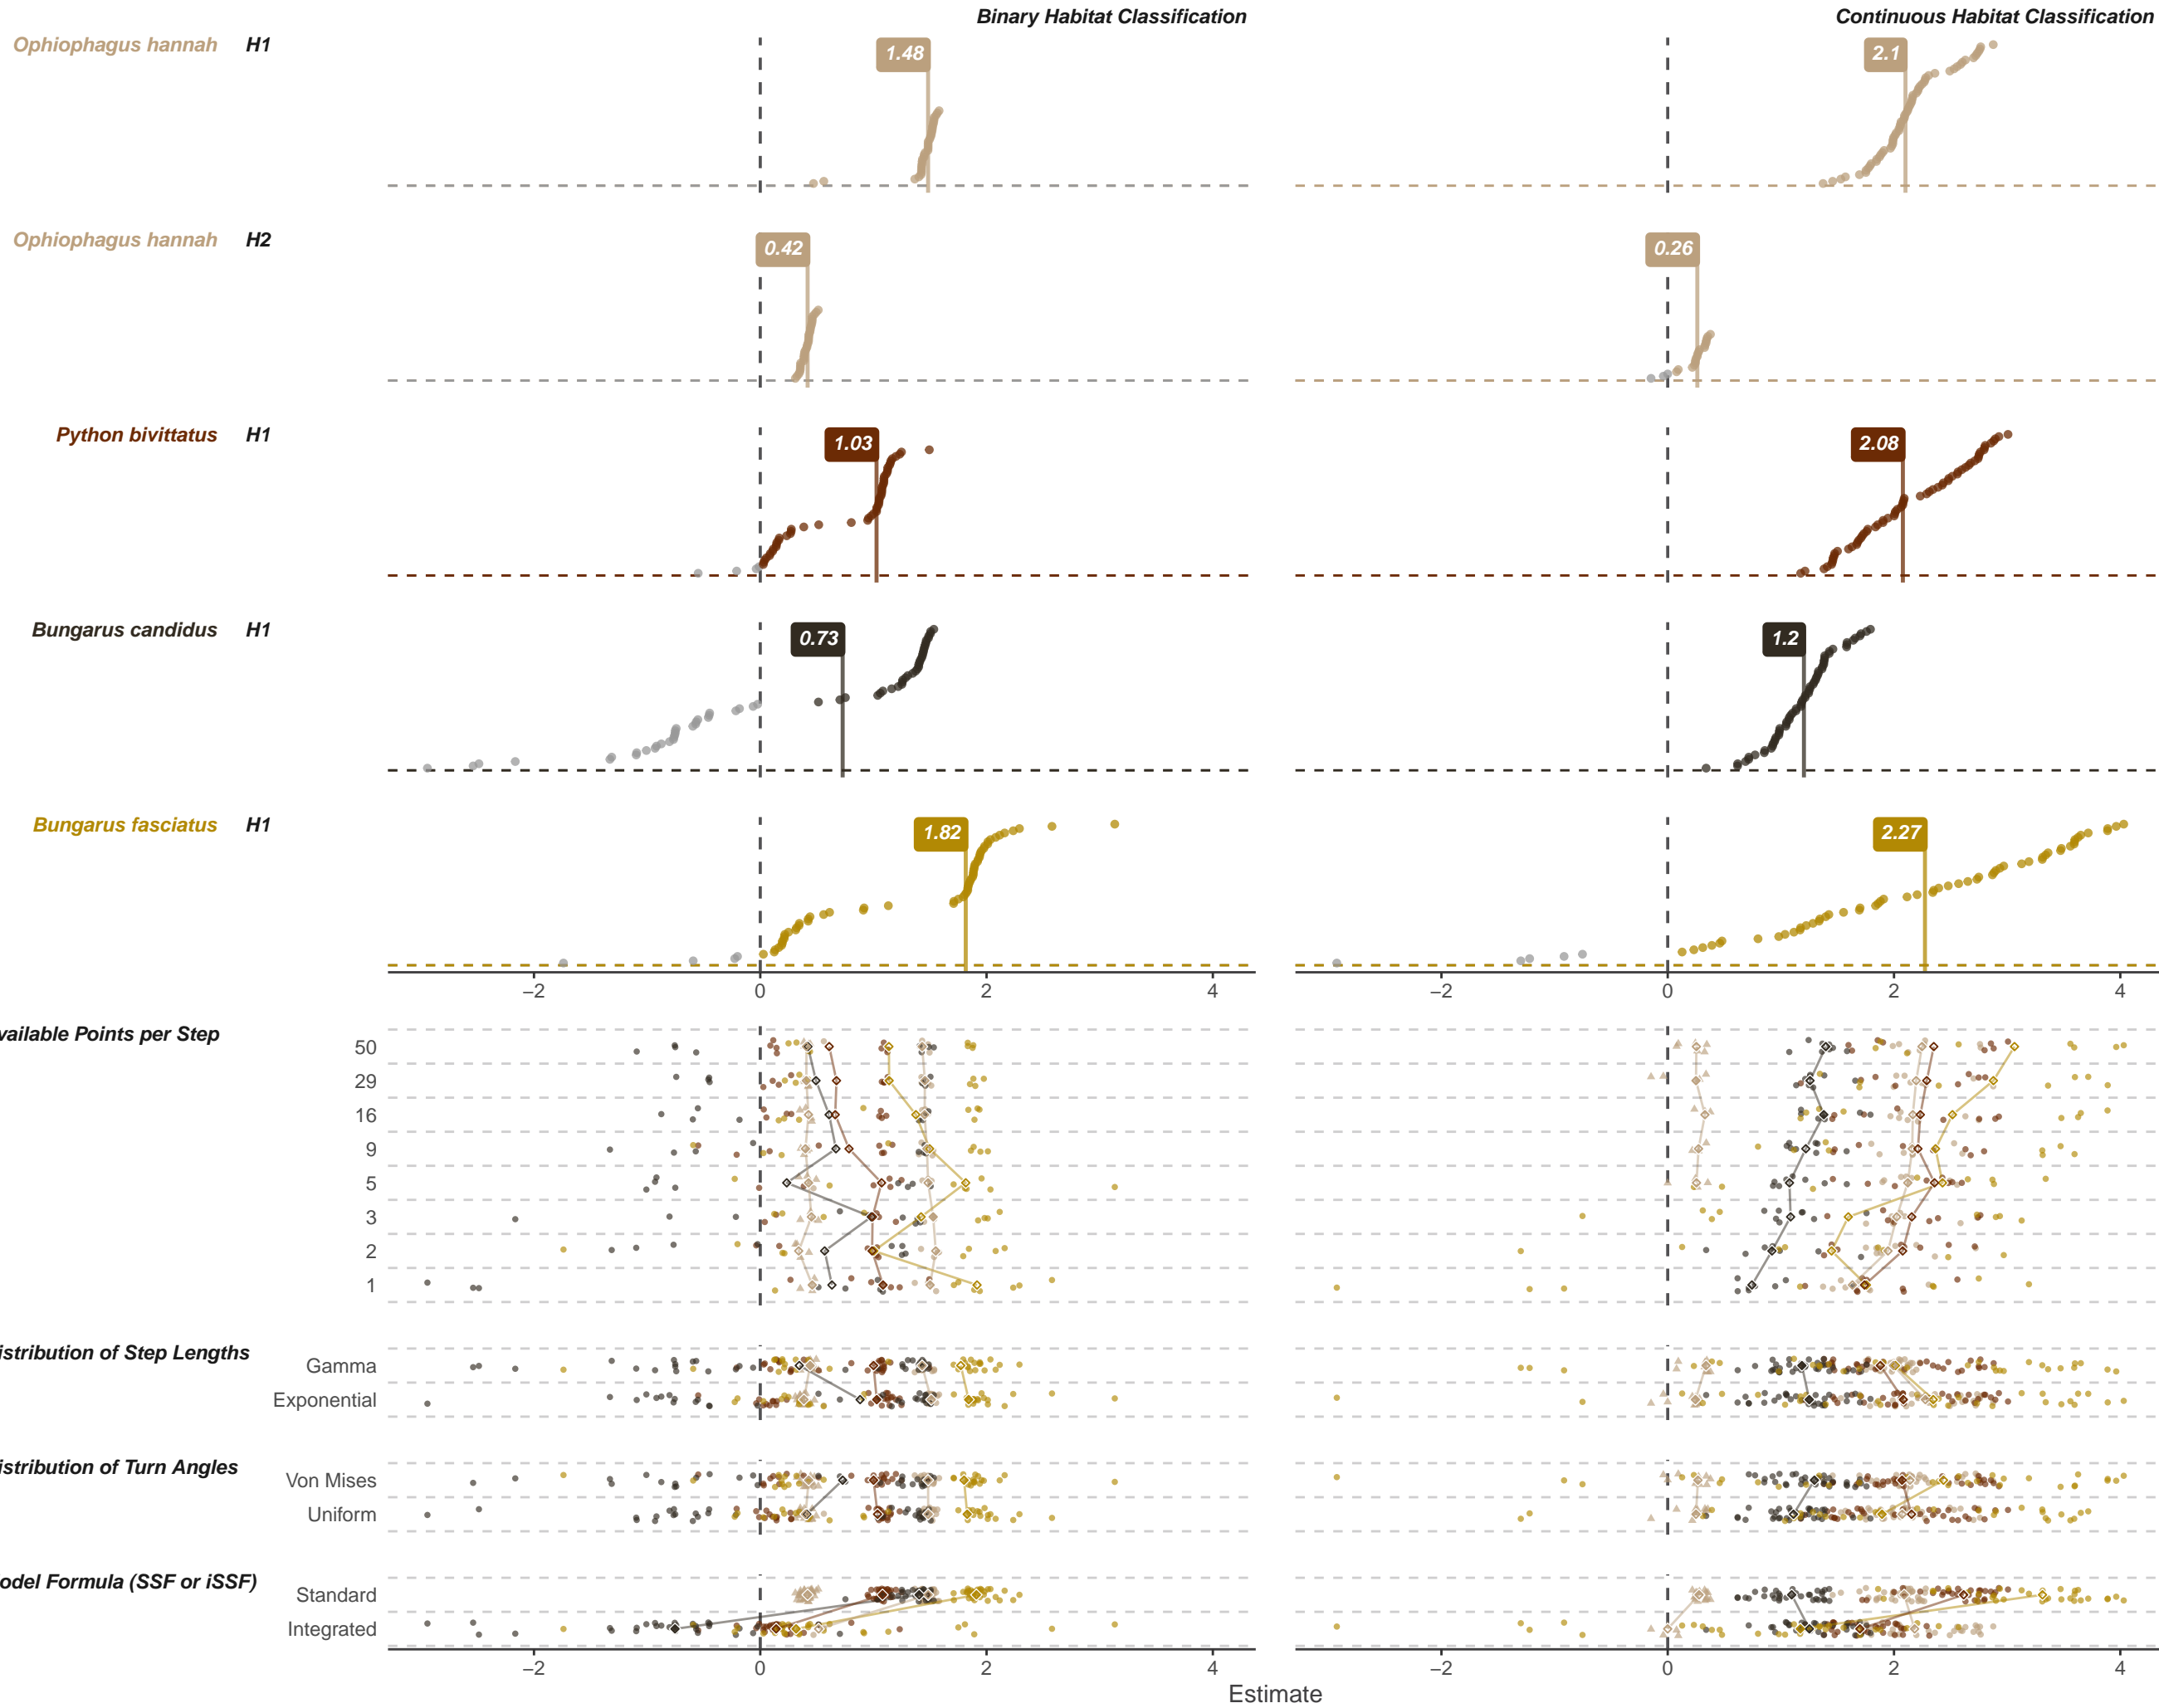 Binary Habitat Classification
Continuous Habitat Classification
Ophiophagus hannah H1
1.48
2.1
Ophiophagus hannah H2
0.42
0.26
Python bivittatus H1
1.03
2.08
Bungarus candidus H1
0.73
1.2
Bungarus fasciatus H1
1.82
2.27
−2 0 2 4
−2 0 2 4
vailable Points per Step
50
29
16
9
5
3
2
1
istribution of Step Lengths
Gamma
Exponential
istribution of Turn Angles
Von Mises
Uniform
odel Formula (SSF or iSSF)
Standard
Integrated
−2 0 2 4
−2 0 2 4
Estimate